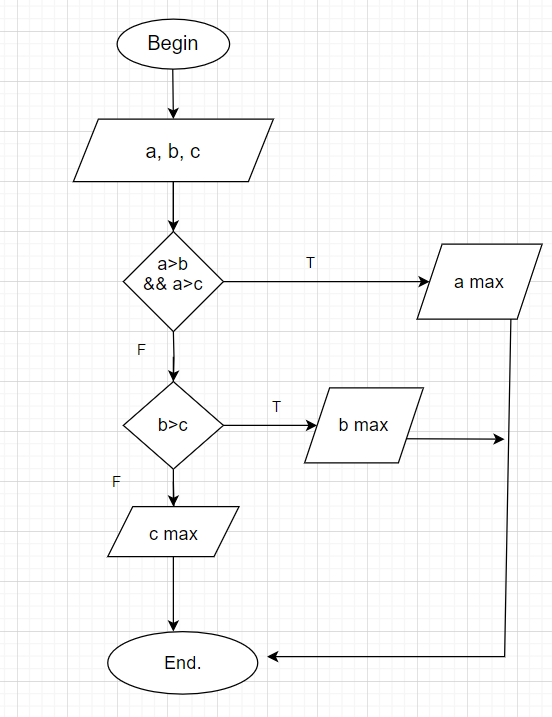 Begin
a, b, c
a>b
&& a>c
T
a max
F
b>c
T
b max
F
c max
End.